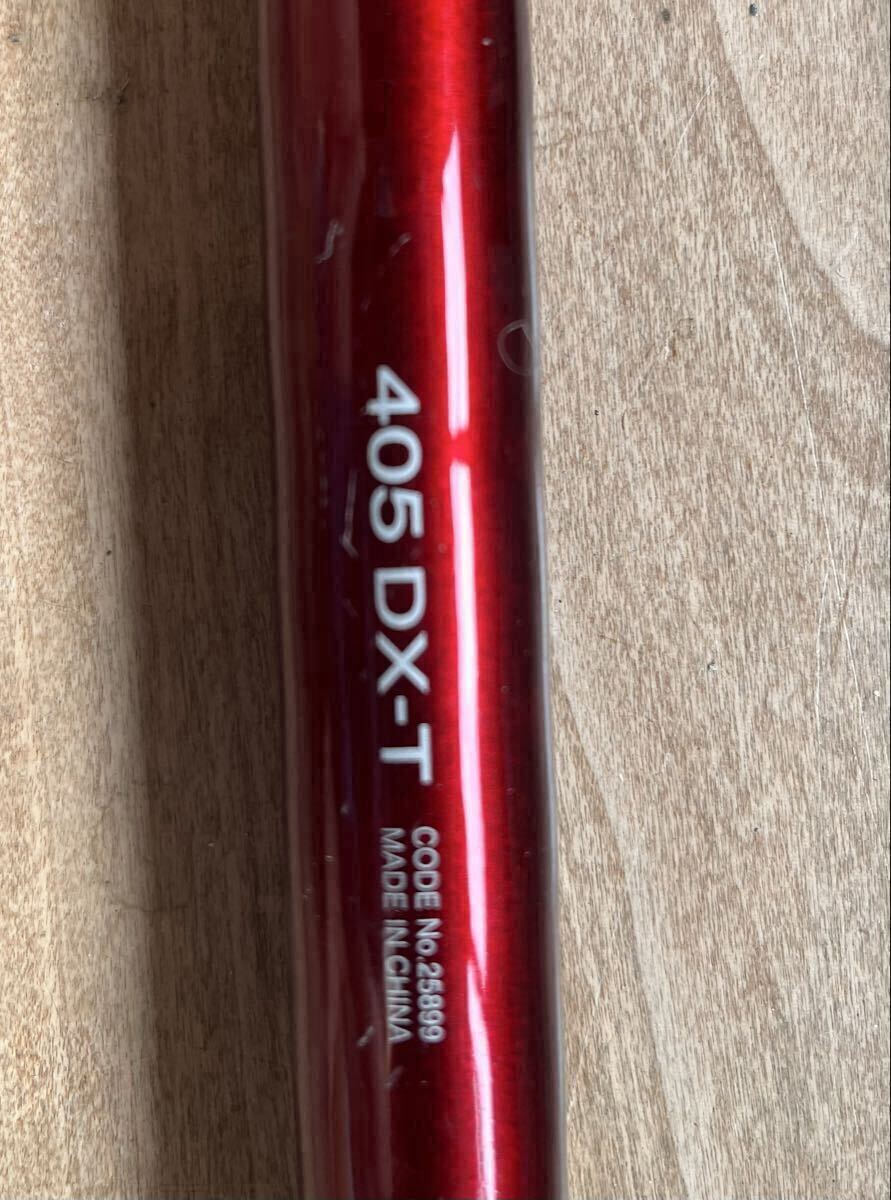 405 DX-T
CODE No.25899
MADE IN CHINA